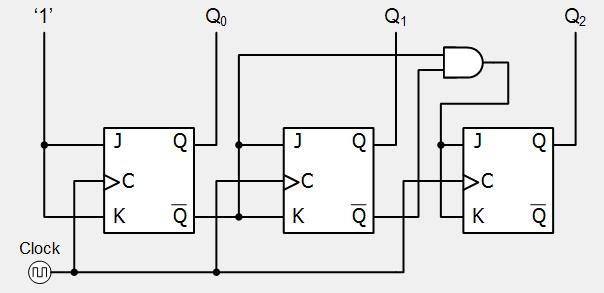 '1' Q0 Q1 Q2
J Q J Q J Q
C C C
K Q̅ K Q̅ K Q̅
Clock